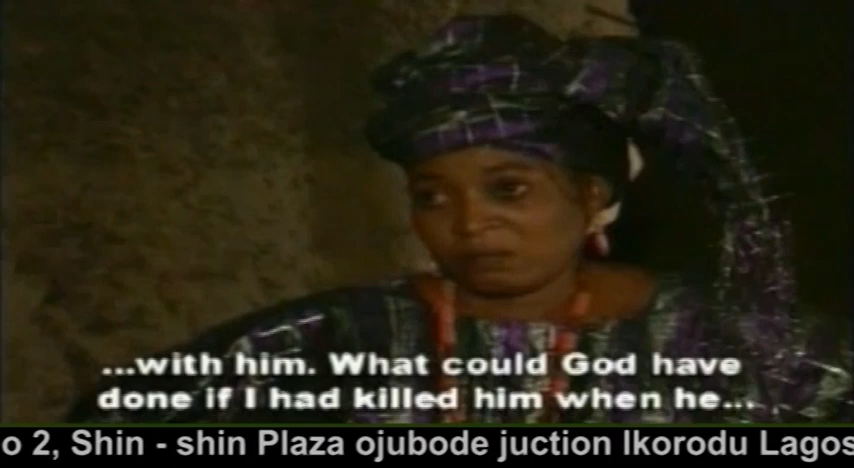 ...with him. What could God have
done if I had killed him when he...
o 2, Shin - shin Plaza ojubode juction Ikorodu Lagos